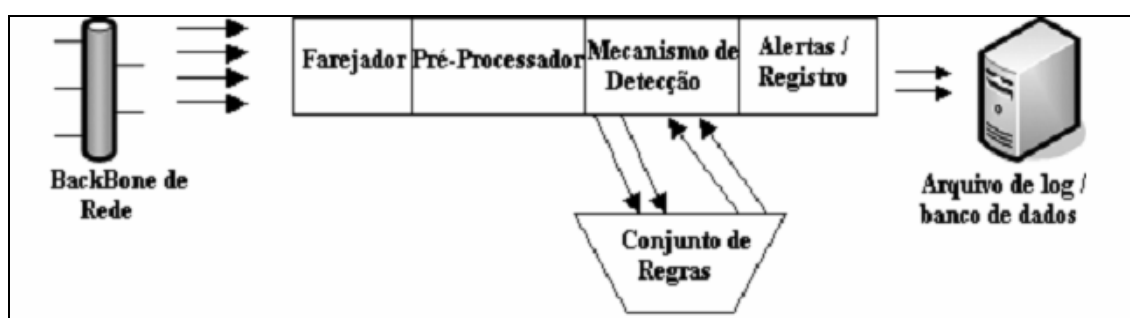 Farejador
Pré-Processador
Mecanismo de
Detecção
Alertas /
Registro
BackBone de
Rede
Conjunto de
Regras
Arquivo de log /
banco de dados